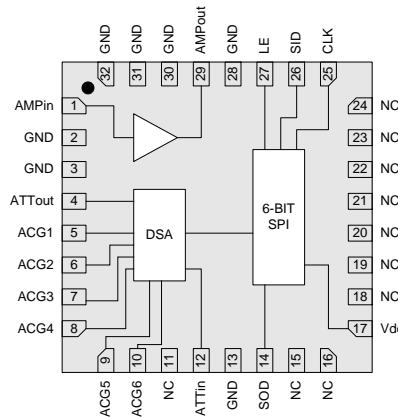 GND
GND
GND
AMPout
GND
LE
SID
CLK
32
31
30
29
28
27
26
25
AMPin 1
GND 2
GND 3
ATTout 4
ACG1 5
ACG2 6
ACG3 7
ACG4 8
DSA
6-BIT
SPI
24 NC
23 NC
22 NC
21 NC
20 NC
19 NC
18 NC
17 Vdd
9
10
11
12
13
14
15
16
ACG5
ACG6
NC
ATTin
GND
SOD
NC
NC